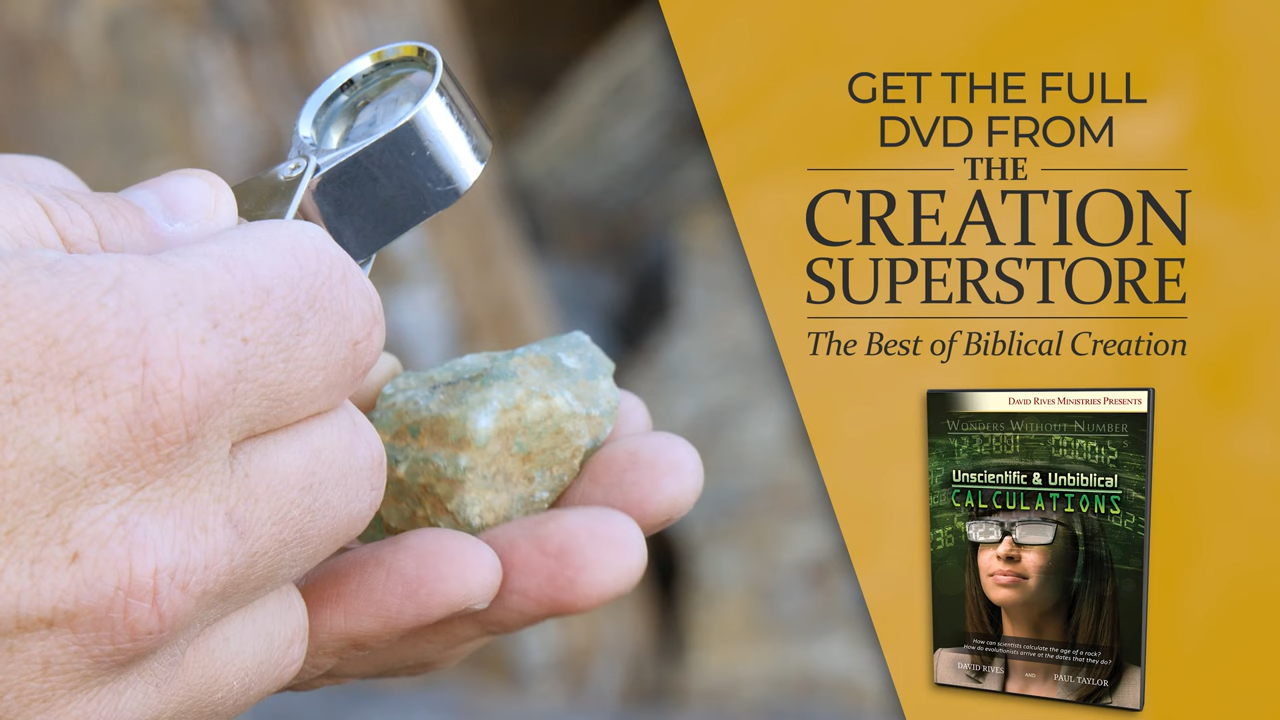 GET THE FULL
DVD FROM
THE
CREATION
SUPERSTORE
The Best of Biblical Creation
DAVID RIVES MINISTRIES PRESENTS
WONDERS WITHOUT NUMBER
Unscientific & Unbiblical
CALCULATIONS
How can scientists calculate the age of a rock?
How do evolutionists arrive at the dates that they do?
DAVID RIVES AND PAUL TAYLOR